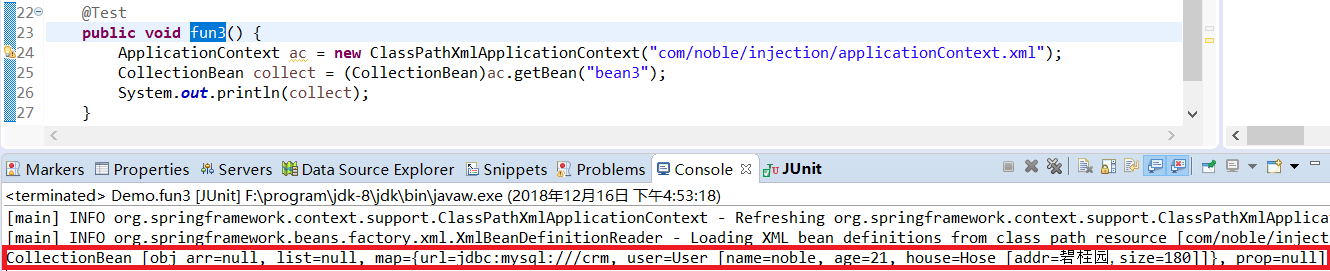 22 @Test
23 public void fun3() {
24 ApplicationContext ac = new ClassPathXmlApplicationContext("com/noble/injection/applicationContext.xml");
25 CollectionBean collect = (CollectionBean)ac.getBean("bean3");
26 System.out.println(collect);
27 }
Markers Properties Servers Data Source Explorer Snippets Problems Console JUnit
<terminated> Demo.fun3 [JUnit] F:\program\jdk-8\jdk\bin\javaw.exe (2018年12月16日 下午4:53:18)
[main] INFO org.springframework.context.support.ClassPathXmlApplicationContext - Refreshing org.springframework.context.support.ClassPathXmlApplica
[main] INFO org.springframework.beans.factory.xml.XmlBeanDefinitionReader - Loading XML bean definitions from class path resource [com/noble/inject
CollectionBean [obj arr=null, list=null, map={url=jdbc:mysql:///crm, user=User [name=noble, age=21, house=Hose [addr=碧桂园,size=180]]}, prop=null]